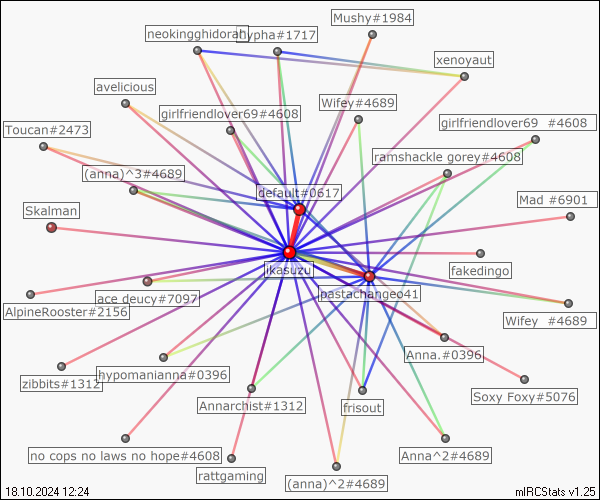 Mushy#1984
neokingghidorah
hypha#1717
xenoyaut
avelicious
girlfriendlover69#4608
Wifey#4689
girlfriendlover69 #4608
Toucan#2473
ramshackle gorey#4608
(anna)^3#4689
default#0617
Mad #6901
Skalman
ikasuzu
fakedingo
pastachangeo41
ace deucy#7097
AlpineRooster#2156
Wifey #4689
Anna.#0396
hypomanianna#0396
zibbits#1312
Soxy Foxy#5076
Annarchist#1312
frisout
no cops no laws no hope#4608
Anna^2#4689
rattgaming
(anna)^2#4689
18.10.2024 12:24
mIRCStats v1.25